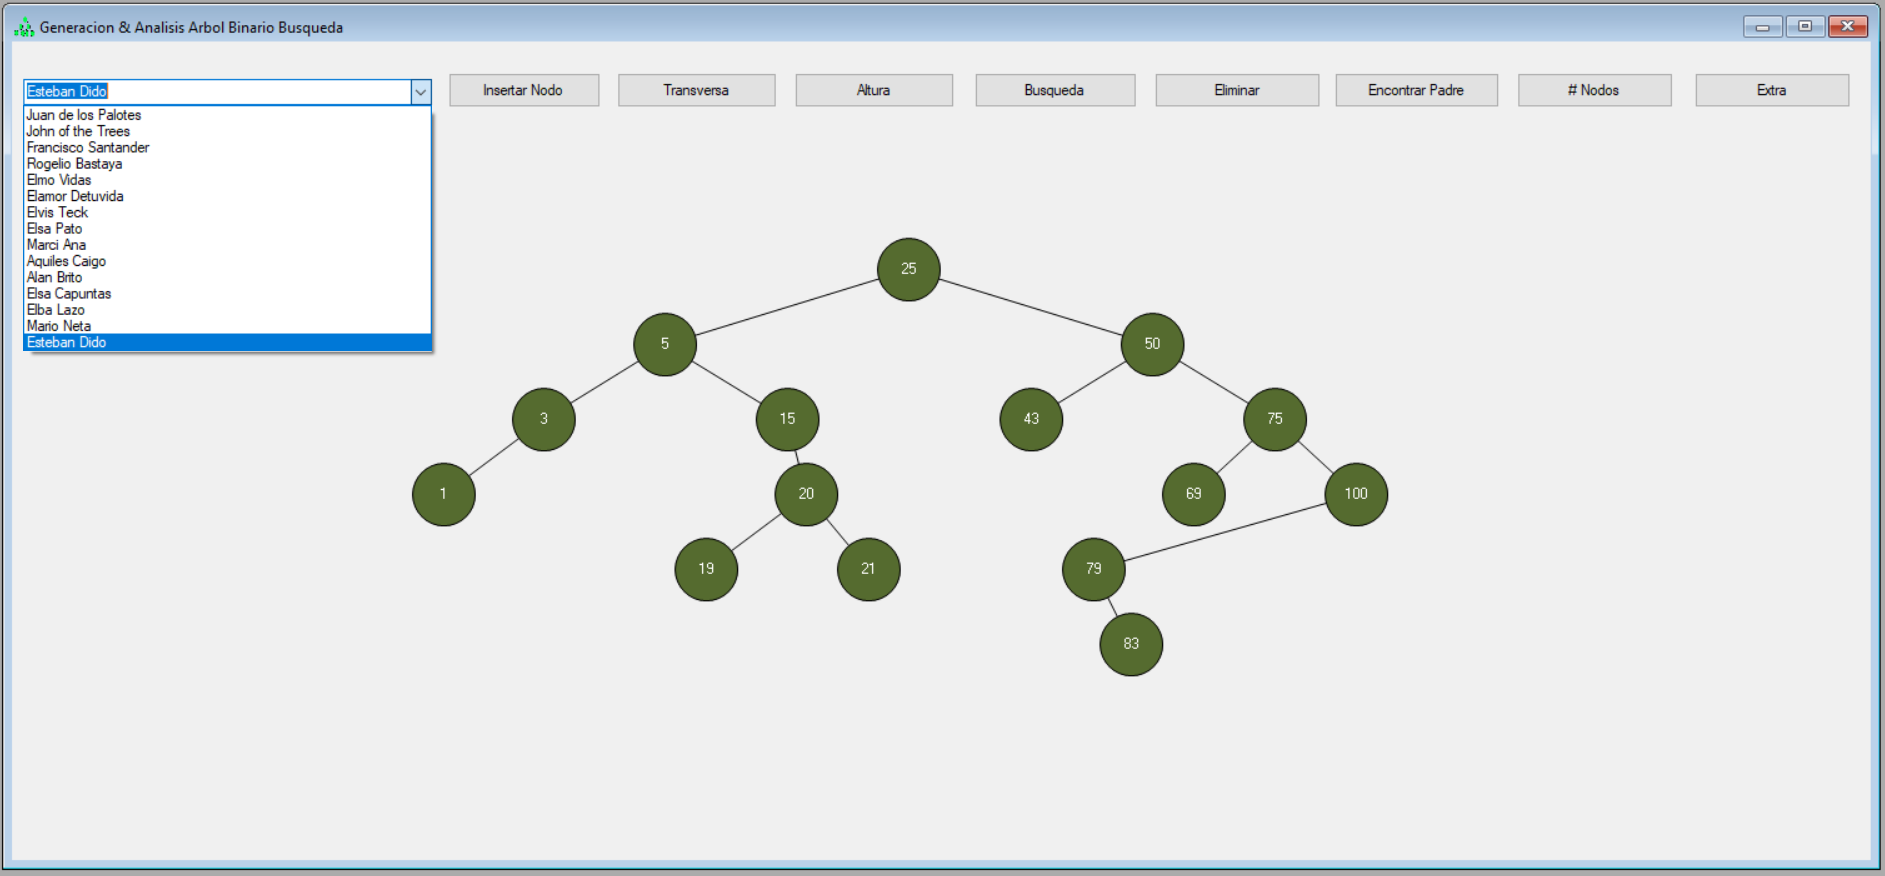 Generacion & Analisis Arbol Binario Busqueda
Esteban Dido
Insertar Nodo
Transversa
Altura
Busqueda
Eliminar
Encontrar Padre
# Nodos
Extra
Juan de los Palotes
John of the Trees
Francisco Santander
Rogelio Bastaya
Elmo Vidas
Elamor Detuvida
Elvis Teck
Elsa Pato
Marci Ana
Aquiles Caigo
Alan Brito
Elsa Capuntas
Elba Lazo
Mario Neta
Esteban Dido
25
5
50
3
15
43
75
1
20
69
100
19
21
79
83